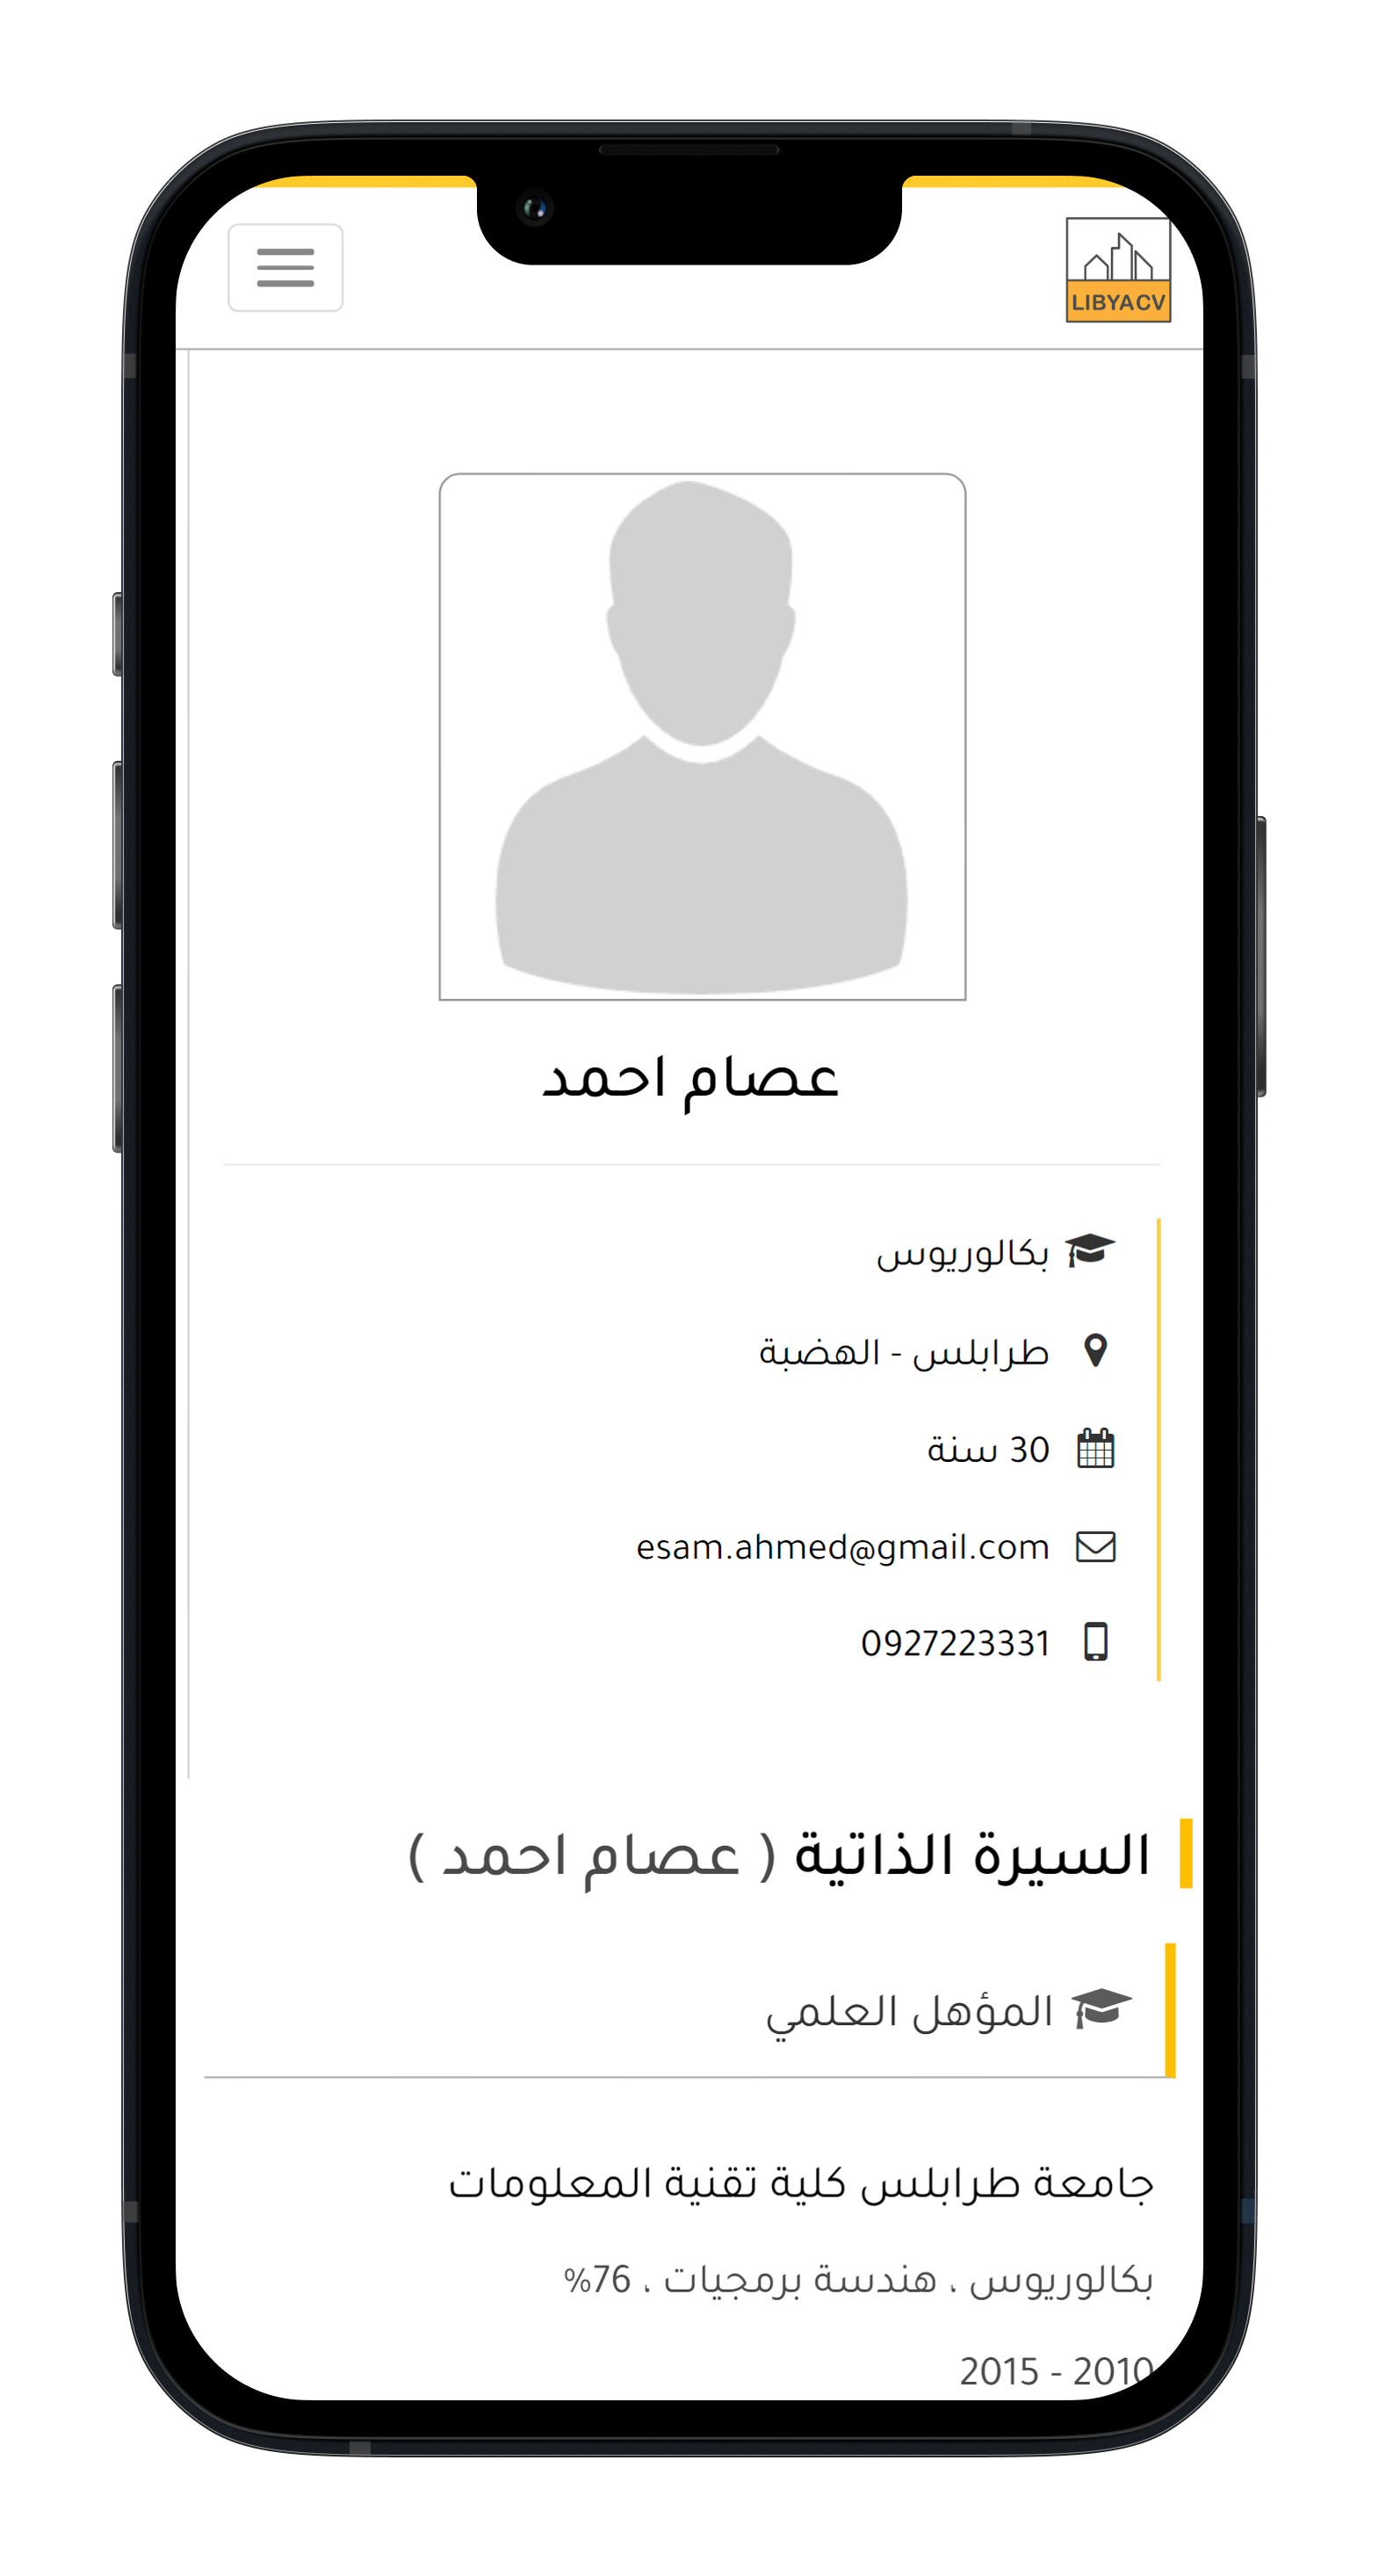 LIBYACV
عصام احمد
بكالوريوس
طرابلس - الهضبة
30 سنة
esam.ahmed@gmail.com
0927223331
السيرة الذاتية ( عصام احمد )
المؤهل العلمي
جامعة طرابلس كلية تقنية المعلومات
بكالوريوس ، هندسة برمجيات ، 76%
2010 - 2015